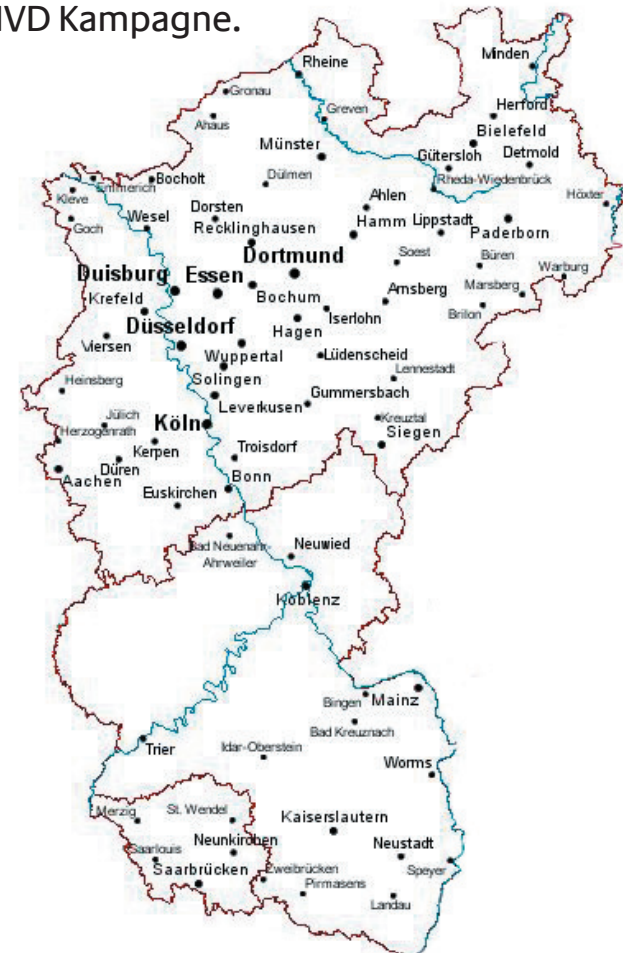 IVD Kampagne.
Minden
Rheine
Gronau
Herford
Greven
Ahaus
Bielefeld
Münster
Gütersloh
Detmold
Dülmen
Rheda-Wiedenbrück
Emmerich
Bocholt
Kleve
Höxter
Ahlen
Dorsten
Goch
Wesel
Recklinghausen
Hamm
Lippstadt
Paderborn
Dortmund
Soest
Büren
Duisburg
Essen
Warburg
Marsberg
Krefeld
Bochum
Arnsberg
Brilon
Iserlohn
Düsseldorf
Hagen
Viersen
Wuppertal
Lüdenscheid
Lennestadt
Solingen
Heinsberg
Gummersbach
Leverkusen
Jülich
Köln
Kreuztal
Herzogenrath
Siegen
Kerpen
Troisdorf
Düren
Aachen
Bonn
Euskirchen
Bad Neuenahr-
Ahrweiler
Neuwied
Koblenz
Bingen
Mainz
Bad Kreuznach
Trier
Idar-Oberstein
Worms
Merzig
St. Wendel
Kaiserslautern
Neunkirchen
Neustadt
Saarlouis
Saarbrücken
Zweibrücken
Speyer
Pirmasens
Landau